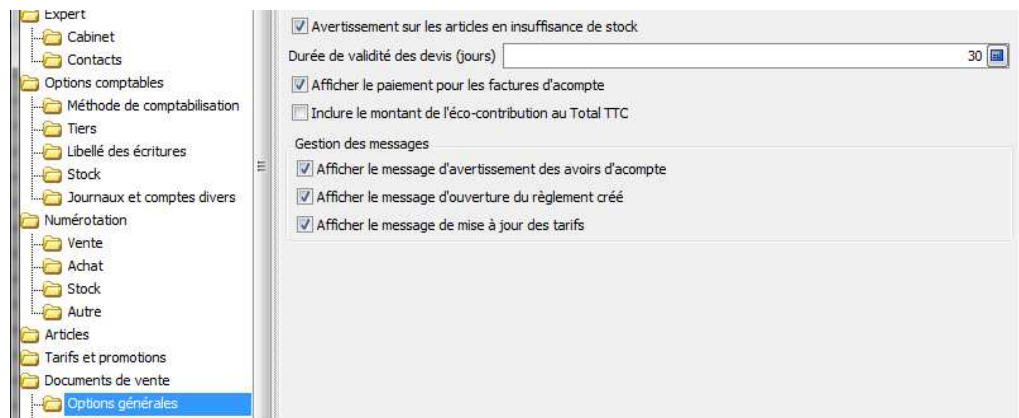 Expert
Cabinet
Contacts
Options comptables
Méthode de comptabilisation
Tiers
Libellé des écritures
Stock
Journaux et comptes divers
Numérotation
Vente
Achat
Stock
Autre
Articles
Tarifs et promotions
Documents de vente
Options générales
Avertissement sur les articles en insuffisance de stock
Durée de validité des devis (jours) 30
Afficher le paiement pour les factures d'acompte
Inclure le montant de l'éco-contribution au Total TTC
Gestion des messages
Afficher le message d'avertissement des avoirs d'acompte
Afficher le message d'ouverture du règlement créé
Afficher le message de mise à jour des tarifs